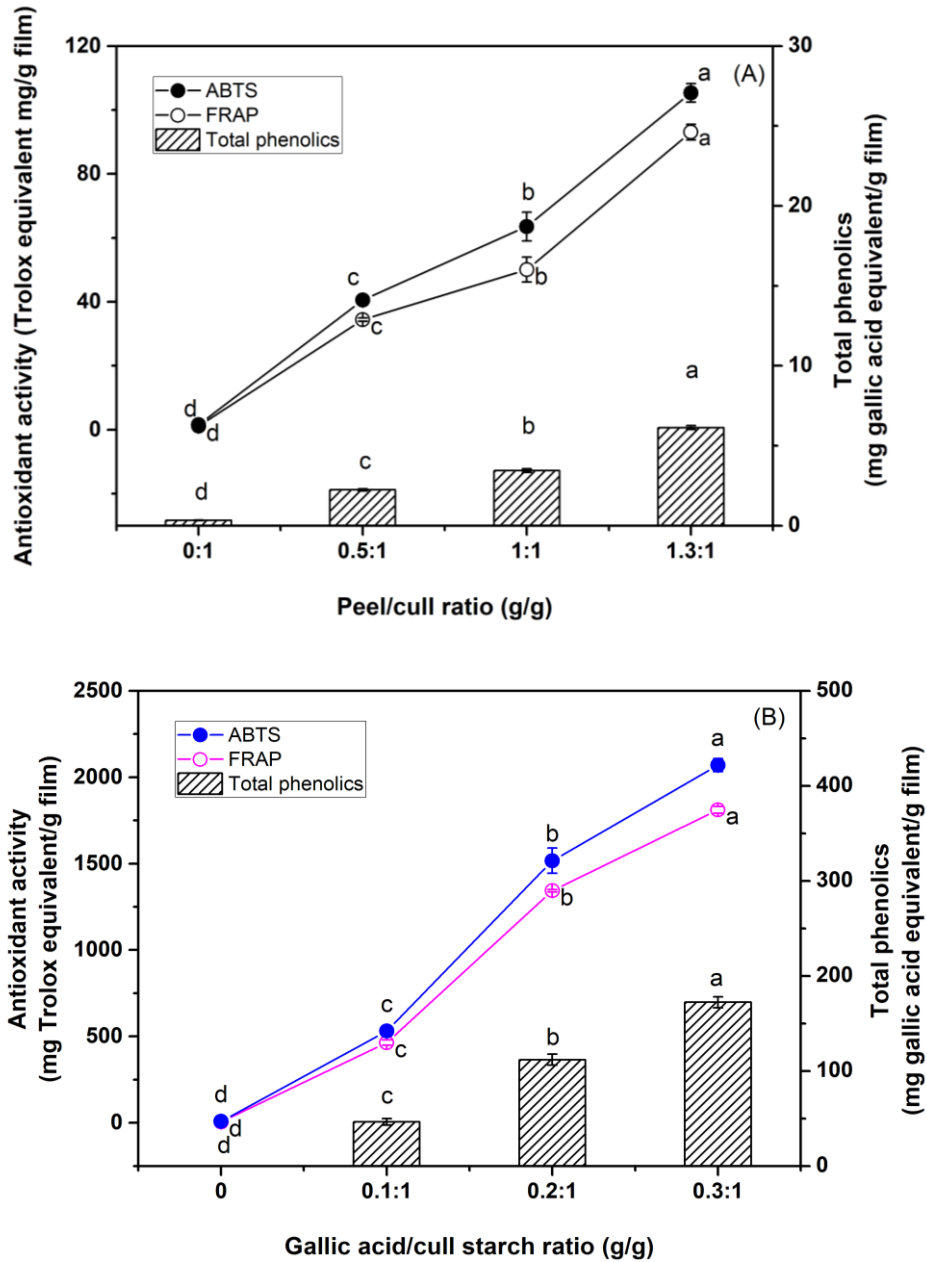 (A)
Antioxidant activity (Trolox equivalent mg/g film)
120
80
40
0
ABTS
FRAP
Total phenolics
d
d
c
c
b
b
a
a
d
c
b
a
30
20
10
0
Total phenolics
(mg gallic acid equivalent/g film)
0:1
0.5:1
1:1
1.3:1
Peel/cull ratio (g/g)
(B)
Antioxidant activity
(mg Trolox equivalent/g film)
2500
2000
1500
1000
500
0
ABTS
FRAP
Total phenolics
d
d
d
c
c
c
b
b
b
a
a
a
500
400
300
200
100
0
Total phenolics
(mg gallic acid equivalent/g film)
0
0.1:1
0.2:1
0.3:1
Gallic acid/cull starch ratio (g/g)